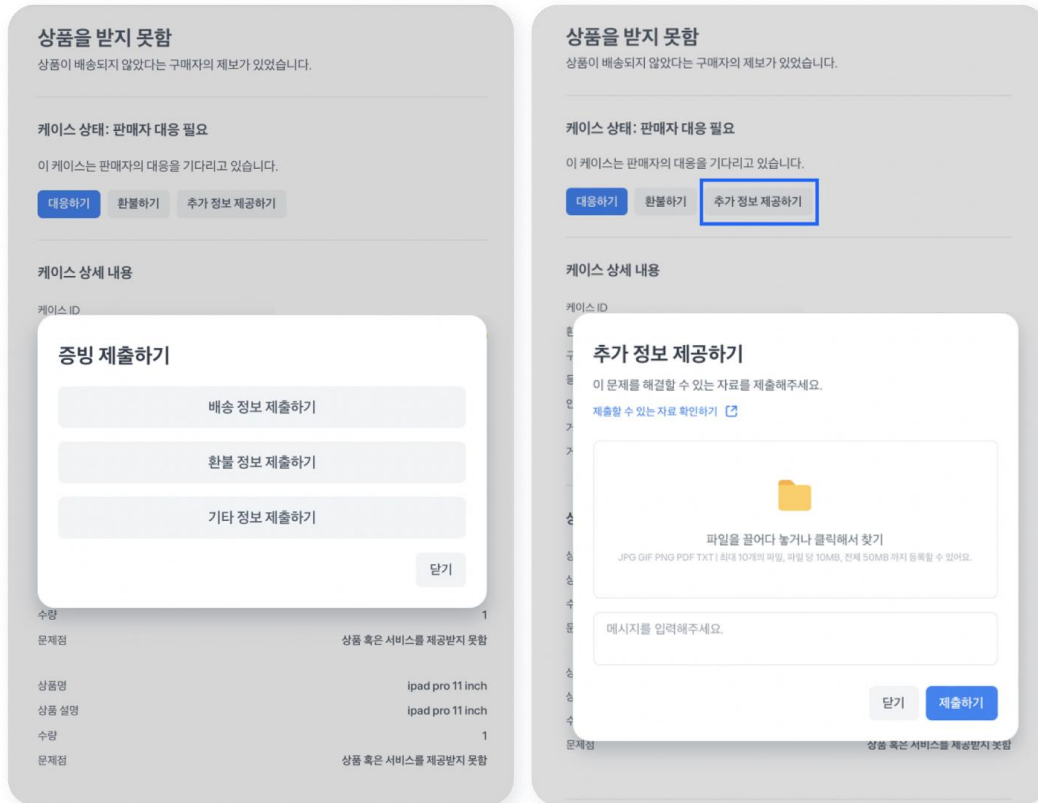 상품을 받지 못함
상품이 배송되지 않았다는 구매자의 제보가 있었습니다.
케이스 상태: 판매자 대응 필요
이 케이스는 판매자의 대응을 기다리고 있습니다.
대응하기 환불하기 추가 정보 제공하기
케이스 상세 내용
케이스 ID
증빙 제출하기
배송 정보 제출하기
환불 정보 제출하기
기타 정보 제출하기
닫기
수량 1
문제점 상품 혹은 서비스를 제공받지 못함
상품명 ipad pro 11 inch
상품 설명 ipad pro 11 inch
수량 1
문제점 상품 혹은 서비스를 제공받지 못함
상품을 받지 못함
상품이 배송되지 않았다는 구매자의 제보가 있었습니다.
케이스 상태: 판매자 대응 필요
이 케이스는 판매자의 대응을 기다리고 있습니다.
대응하기 환불하기 추가 정보 제공하기
케이스 상세 내용
케이스 ID
추가 정보 제공하기
이 문제를 해결할 수 있는 자료를 제출해주세요.
제출할 수 있는 자료 확인하기
파일을 끌어다 놓거나 클릭해서 찾기
JPG GIF PNG PDF TXT | 최대 10개의 파일, 파일 당 10MB, 전체 50MB 까지 등록할 수 있어요.
메시지를 입력해주세요.
닫기 제출하기
문제점 상품 혹은 서비스를 제공받지 못함